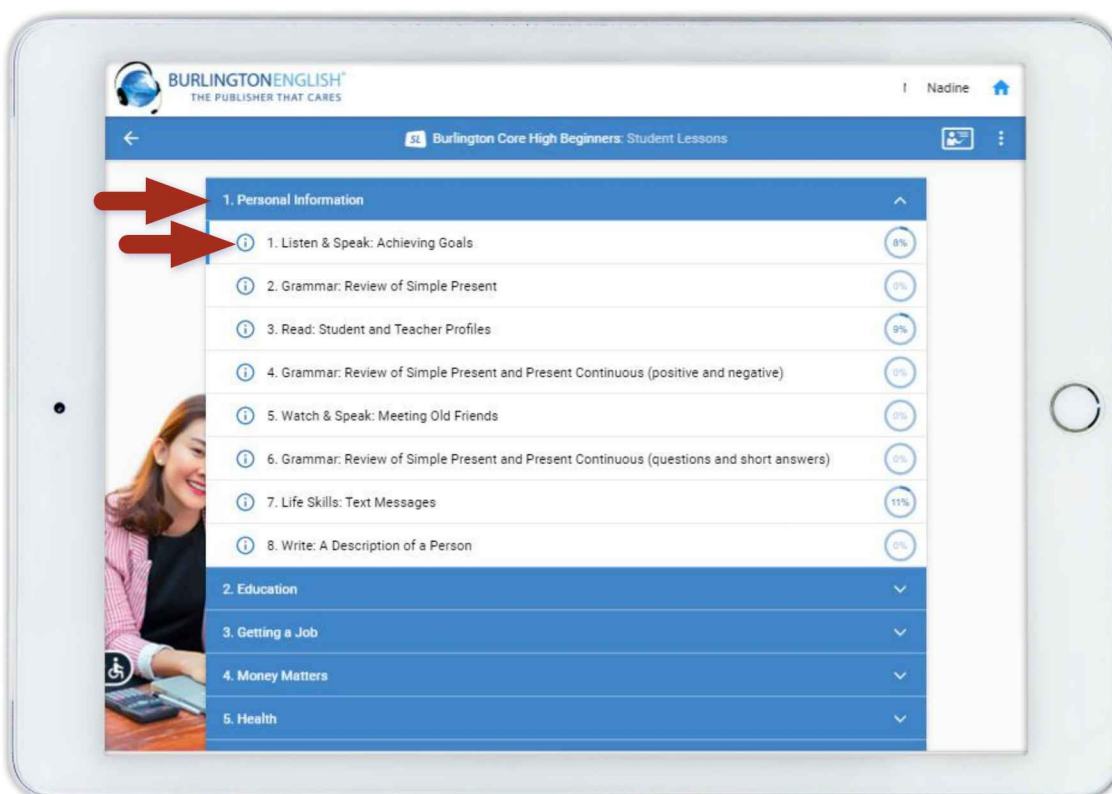 BURLINGTONENGLISH®
THE PUBLISHER THAT CARES
Nadine
SL Burlington Core High Beginners: Student Lessons
1. Personal Information
1. Listen & Speak: Achieving Goals
8%
2. Grammar: Review of Simple Present
0%
3. Read: Student and Teacher Profiles
9%
4. Grammar: Review of Simple Present and Present Continuous (positive and negative)
0%
5. Watch & Speak: Meeting Old Friends
0%
6. Grammar: Review of Simple Present and Present Continuous (questions and short answers)
0%
7. Life Skills: Text Messages
11%
8. Write: A Description of a Person
0%
2. Education
3. Getting a Job
4. Money Matters
5. Health